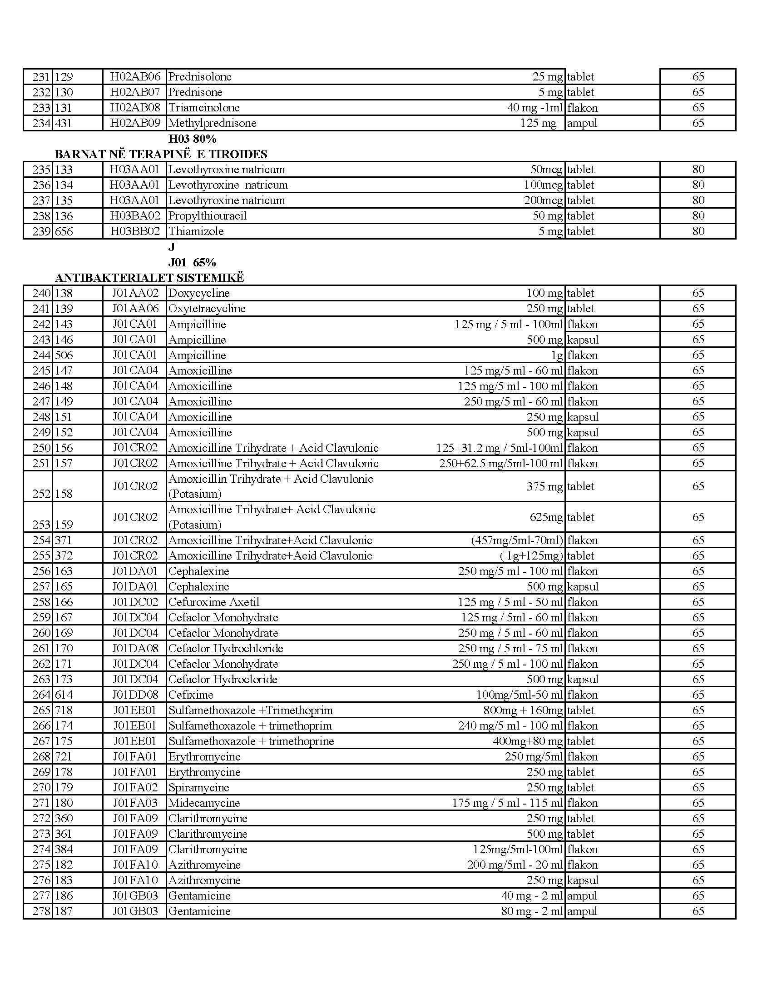 231 129 H02AB06 Prednisolone 25 mg tablet 65
232 130 H02AB07 Prednisone 5 mg tablet 65
233 131 H02AB08 Triamcinolone 40 mg -1ml flakon 65
234 431 H02AB09 Methylprednisone 125 mg ampul 65
H03 80%
BARNAT NË TERAPINË E TIROIDES
235 133 H03AA01 Levothyroxine natricum 50mcg tablet 80
236 134 H03AA01 Levothyroxine natricum 100mcg tablet 80
237 135 H03AA01 Levothyroxine natricum 200mcg tablet 80
238 136 H03BA02 Propylthiouracil 50 mg tablet 80
239 656 H03BB02 Thiamizole 5 mg tablet 80
J
J01 65%
ANTIBAKTERIALET SISTEMIKË
240 138 J01AA02 Doxycycline 100 mg tablet 65
241 139 J01AA06 Oxytetracycline 250 mg tablet 65
242 143 J01CA01 Ampicilline 125 mg / 5 ml - 100ml flakon 65
243 146 J01CA01 Ampicilline 500 mg kapsul 65
244 506 J01CA01 Ampicilline 1g flakon 65
245 147 J01CA04 Amoxicilline 125 mg/5 ml - 60 ml flakon 65
246 148 J01CA04 Amoxicilline 125 mg/5 ml - 100 ml flakon 65
247 149 J01CA04 Amoxicilline 250 mg/5 ml - 60 ml flakon 65
248 151 J01CA04 Amoxicilline 250 mg kapsul 65
249 152 J01CA04 Amoxicilline 500 mg kapsul 65
250 156 J01CR02 Amoxicilline Trihydrate + Acid Clavulonic 125+31.2 mg / 5ml-100ml flakon 65
251 157 J01CR02 Amoxicilline Trihydrate + Acid Clavulonic 250+62.5 mg/5ml-100 ml flakon 65
252 158 J01CR02 Amoxicillin Trihydrate + Acid Clavulonic
(Potasium) 375 mg tablet 65
253 159 J01CR02 Amoxicilline Trihydrate+ Acid Clavulonic
(Potasium) 625mg tablet 65
254 371 J01CR02 Amoxicilline Trihydrate+Acid Clavulonic (457mg/5ml-70ml) flakon 65
255 372 J01CR02 Amoxicilline Trihydrate+Acid Clavulonic ( 1g+125mg) tablet 65
256 163 J01DA01 Cephalexine 250 mg/5 ml - 100 ml flakon 65
257 165 J01DA01 Cephalexine 500 mg kapsul 65
258 166 J01DC02 Cefuroxime Axetil 125 mg / 5 ml - 50 ml flakon 65
259 167 J01DC04 Cefaclor Monohydrate 125 mg / 5ml - 60 ml flakon 65
260 169 J01DC04 Cefaclor Monohydrate 250 mg / 5 ml - 60 ml flakon 65
261 170 J01DA08 Cefaclor Hydrochloride 250 mg / 5 ml - 75 ml flakon 65
262 171 J01DC04 Cefaclor Monohydrate 250 mg / 5 ml - 100 ml flakon 65
263 173 J01DC04 Cefaclor Hydrocloride 500 mg kapsul 65
264 614 J01DD08 Cefixime 100mg/5ml-50 ml flakon 65
265 718 J01EE01 Sulfamethoxazole +Trimethoprim 800mg + 160mg tablet 65
266 174 J01EE01 Sulfamethoxazole + trimethoprim 240 mg/5 ml - 100 ml flakon 65
267 175 J01EE01 Sulfamethoxazole + trimethoprine 400mg+80 mg tablet 65
268 721 J01FA01 Erythromycine 250 mg/5ml flakon 65
269 178 J01FA01 Erythromycine 250 mg tablet 65
270 179 J01FA02 Spiramycine 250 mg tablet 65
271 180 J01FA03 Midecamycine 175 mg / 5 ml - 115 ml flakon 65
272 360 J01FA09 Clarithromycine 250 mg tablet 65
273 361 J01FA09 Clarithromycine 500 mg tablet 65
274 384 J01FA09 Clarithromycine 125mg/5ml-100ml flakon 65
275 182 J01FA10 Azithromycine 200 mg/5ml - 20 ml flakon 65
276 183 J01FA10 Azithromycine 250 mg kapsul 65
277 186 J01GB03 Gentamicine 40 mg - 2 ml ampul 65
278 187 J01GB03 Gentamicine 80 mg - 2 ml ampul 65